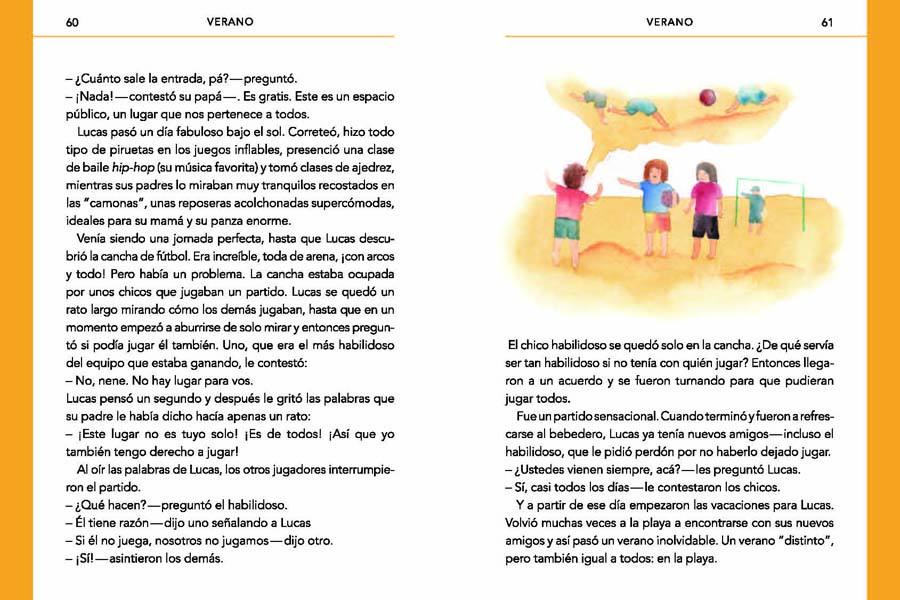 60
VERANO
– ¿Cuánto sale la entrada, pá?—preguntó.
– ¡Nada!—contestó su papá—. Es gratis. Este es un espacio
público, un lugar que nos pertenece a todos.
Lucas pasó un día fabuloso bajo el sol. Correteó, hizo todo
tipo de piruetas en los juegos inflables, presenció una clase
de baile hip-hop (su música favorita) y tomó clases de ajedrez,
mientras sus padres lo miraban muy tranquilos recostados en
las “camonas”, unas reposeras acolchonadas supercómodas,
ideales para su mamá y su panza enorme.
Venía siendo una jornada perfecta, hasta que Lucas descu-
brió la cancha de fútbol. Era increíble, toda de arena, ¡con arcos
y todo! Pero había un problema. La cancha estaba ocupada
por unos chicos que jugaban un partido. Lucas se quedó un
rato largo mirando cómo los demás jugaban, hasta que en un
momento empezó a aburrirse de solo mirar y entonces pregun-
tó si podía jugar él también. Uno, que era el más habilidoso
del equipo que estaba ganando, le contestó:
– No, nene. No hay lugar para vos.
Lucas pensó un segundo y después le gritó las palabras que
su padre le había dicho hacía apenas un rato:
– ¡Este lugar no es tuyo solo! ¡Es de todos! ¡Así que yo
también tengo derecho a jugar!
Al oír las palabras de Lucas, los otros jugadores interrumpie-
ron el partido.
– ¿Qué hacen?—preguntó el habilidoso.
– Él tiene razón—dijo uno señalando a Lucas
– Si él no juega, nosotros no jugamos—dijo otro.
– ¡Sí!—asintieron los demás.
VERANO
61
El chico habilidoso se quedó solo en la cancha. ¿De qué servía
ser tan habilidoso si no tenía con quién jugar? Entonces llega-
ron a un acuerdo y se fueron turnando para que pudieran
jugar todos.
Fue un partido sensacional. Cuando terminó y fueron a refres-
carse al bebedero, Lucas ya tenía nuevos amigos—incluso el
habilidoso, que le pidió perdón por no haberlo dejado jugar.
– ¿Ustedes vienen siempre, acá?—les preguntó Lucas.
– Sí, casi todos los días—le contestaron los chicos.
Y a partir de ese día empezaron las vacaciones para Lucas.
Volvió muchas veces a la playa a encontrarse con sus nuevos
amigos y así pasó un verano inolvidable. Un verano “distinto”,
pero también igual a todos: en la playa.